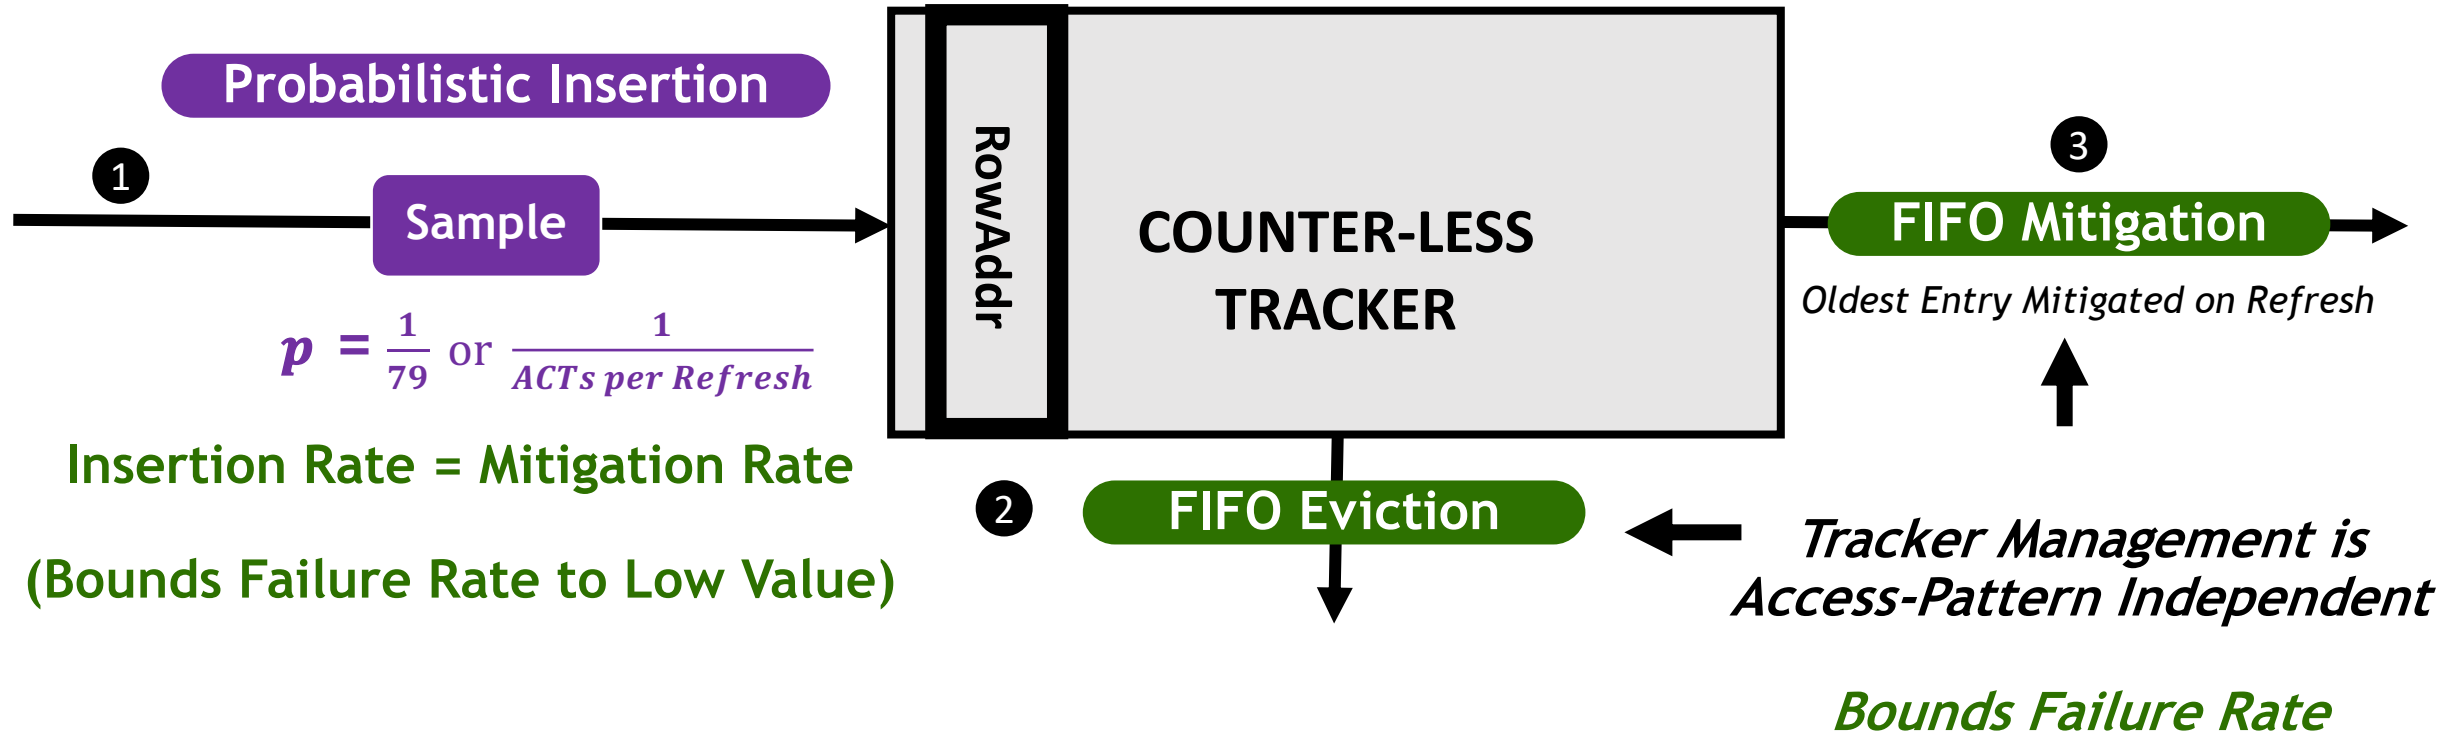 Probabilistic Insertion
1
Sample
p = 1/79 or 1/ACTs per Refresh
Insertion Rate = Mitigation Rate
(Bounds Failure Rate to Low Value)
RowAddr
COUNTER-LESS
TRACKER
2
FIFO Eviction
3
FIFO Mitigation
Oldest Entry Mitigated on Refresh
Tracker Management is
Access-Pattern Independent
Bounds Failure Rate